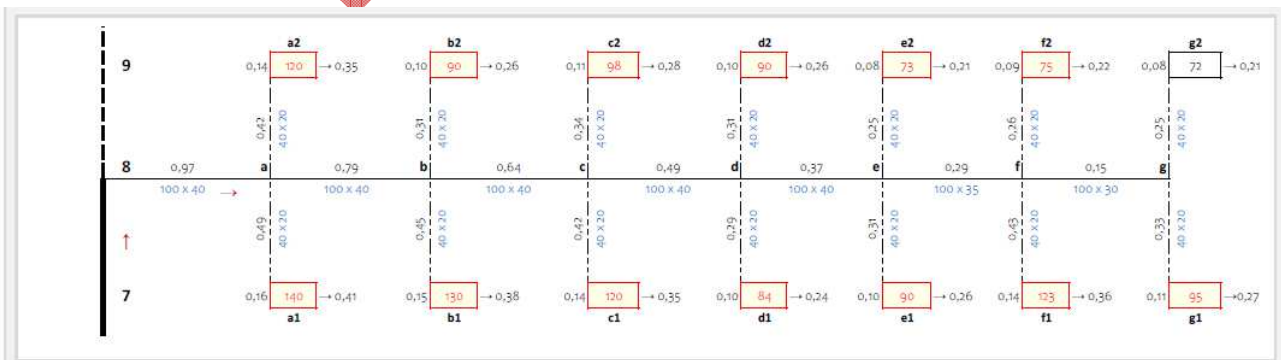 a2 b2 c2 d2 e2 f2 g2
9 0,14 120 → 0,35 0,10 90 → 0,26 0,11 98 → 0,28 0,10 90 → 0,26 0,08 73 → 0,21 0,09 75 → 0,22 0,08 72 → 0,21
0,42 40 x 20 0,31 40 x 20 0,34 40 x 20 0,31 40 x 20 0,25 40 x 20 0,26 40 x 20 0,25 40 x 20
8 0,97 a 0,79 b 0,64 c 0,49 d 0,37 e 0,29 f 0,15 g
100 x 40 → 100 x 40 100 x 40 100 x 40 100 x 40 100 x 35 100 x 30
0,49 40 x 20 0,45 40 x 20 0,42 40 x 20 0,29 40 x 20 0,31 40 x 20 0,43 40 x 20 0,33 40 x 20
↑
7 0,16 140 → 0,41 0,15 130 → 0,38 0,14 120 → 0,35 0,10 84 → 0,24 0,10 90 → 0,26 0,14 123 → 0,36 0,11 95 → 0,27
a1 b1 c1 d1 e1 f1 g1